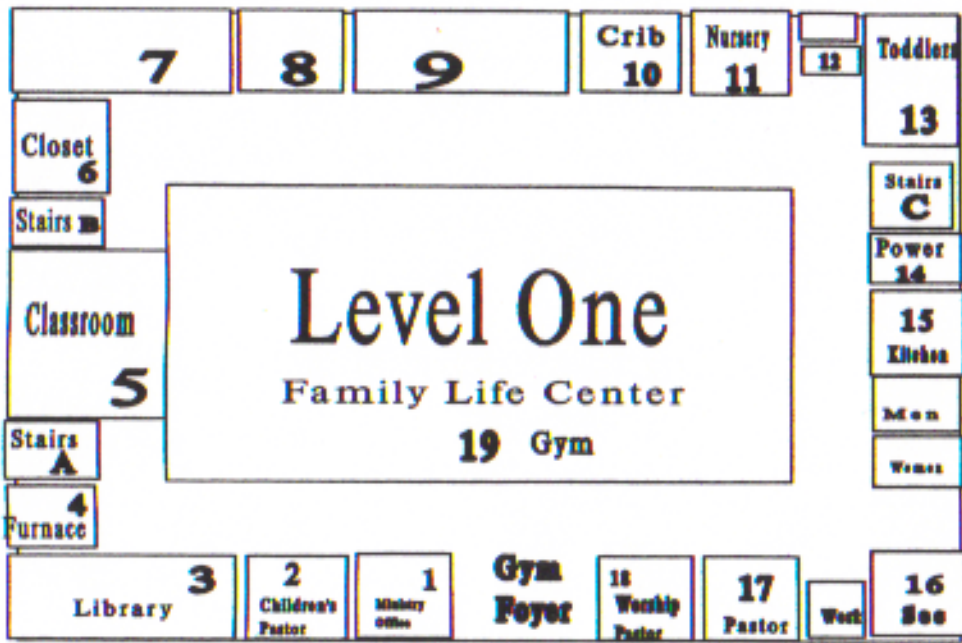 7
8
9
Crib
10
Nursery
11
12
Toddlers
13
Closet
6
Stairs B
Classroom
5
Stairs
A
4
Furnace
Level One
Family Life Center
19 Gym
Stairs
C
Power
14
15
Kitchen
Men
Women
3
Library
2
Children's
Pastor
1
Ministry
Office
Gym
Foyer
18
Worship
Pastor
17
Pastor
Work
16
Sec